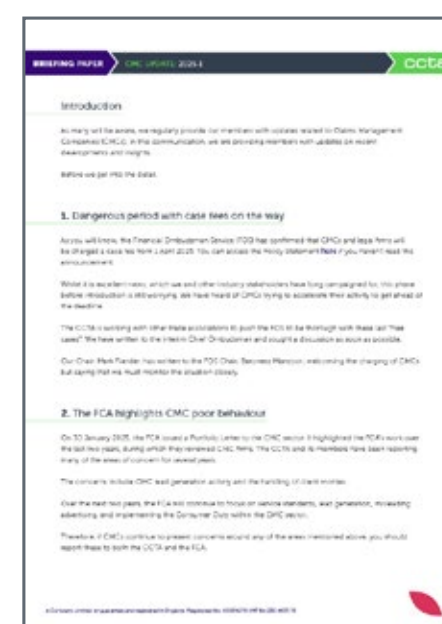 BRIEFING PAPER CMC UPDATE 2025-1 ccta
Introduction
As many will be aware, we regularly provide our members with updates related to Claims Management
Companies (CMCs). In this communication, we are providing members with updates on recent
developments and insights.
Before we get into the detail.
1. Dangerous period with case fees on the way
As you will know, the Financial Ombudsman Service (FOS) has confirmed that CMCs and legal firms will
be charged a case fee from 1 April 2025. You can access the Policy Statement here if you haven't read the
announcement.
Whilst it is excellent news, which we and other industry stakeholders have long campaigned for, this phase
before introduction is still worrying. We have heard of CMCs trying to accelerate their activity to get ahead of
the deadline.
The CCTA is working with other trade associations to push the FOS to be thorough with these last "free
cases". We have written to the Interim Chief Ombudsman and sought a discussion as soon as possible.
Our Chair has written to the FOS Chair, Baroness Manzoor, welcoming the charging of CMCs
but saying that we must monitor the situation closely.
2. The FCA highlights CMC poor behaviour
On 30 January 2025, the FCA issued a Portfolio Letter to the CMC sector. It highlighted the FCA's work over
the last two years, during which they reviewed CMC firms. The CCTA and its members have been reporting
many of the areas of concern for several years.
The concerns include CMC lead generation activity and the handling of client monies.
Over the next two years, the FCA will continue to focus on service standards, lead generation, misleading
advertising, and implementing the Consumer Duty within the CMC sector.
Therefore, if CMCs continue to present concerns around any of the areas mentioned above, you should
report these to both the CCTA and the FCA.